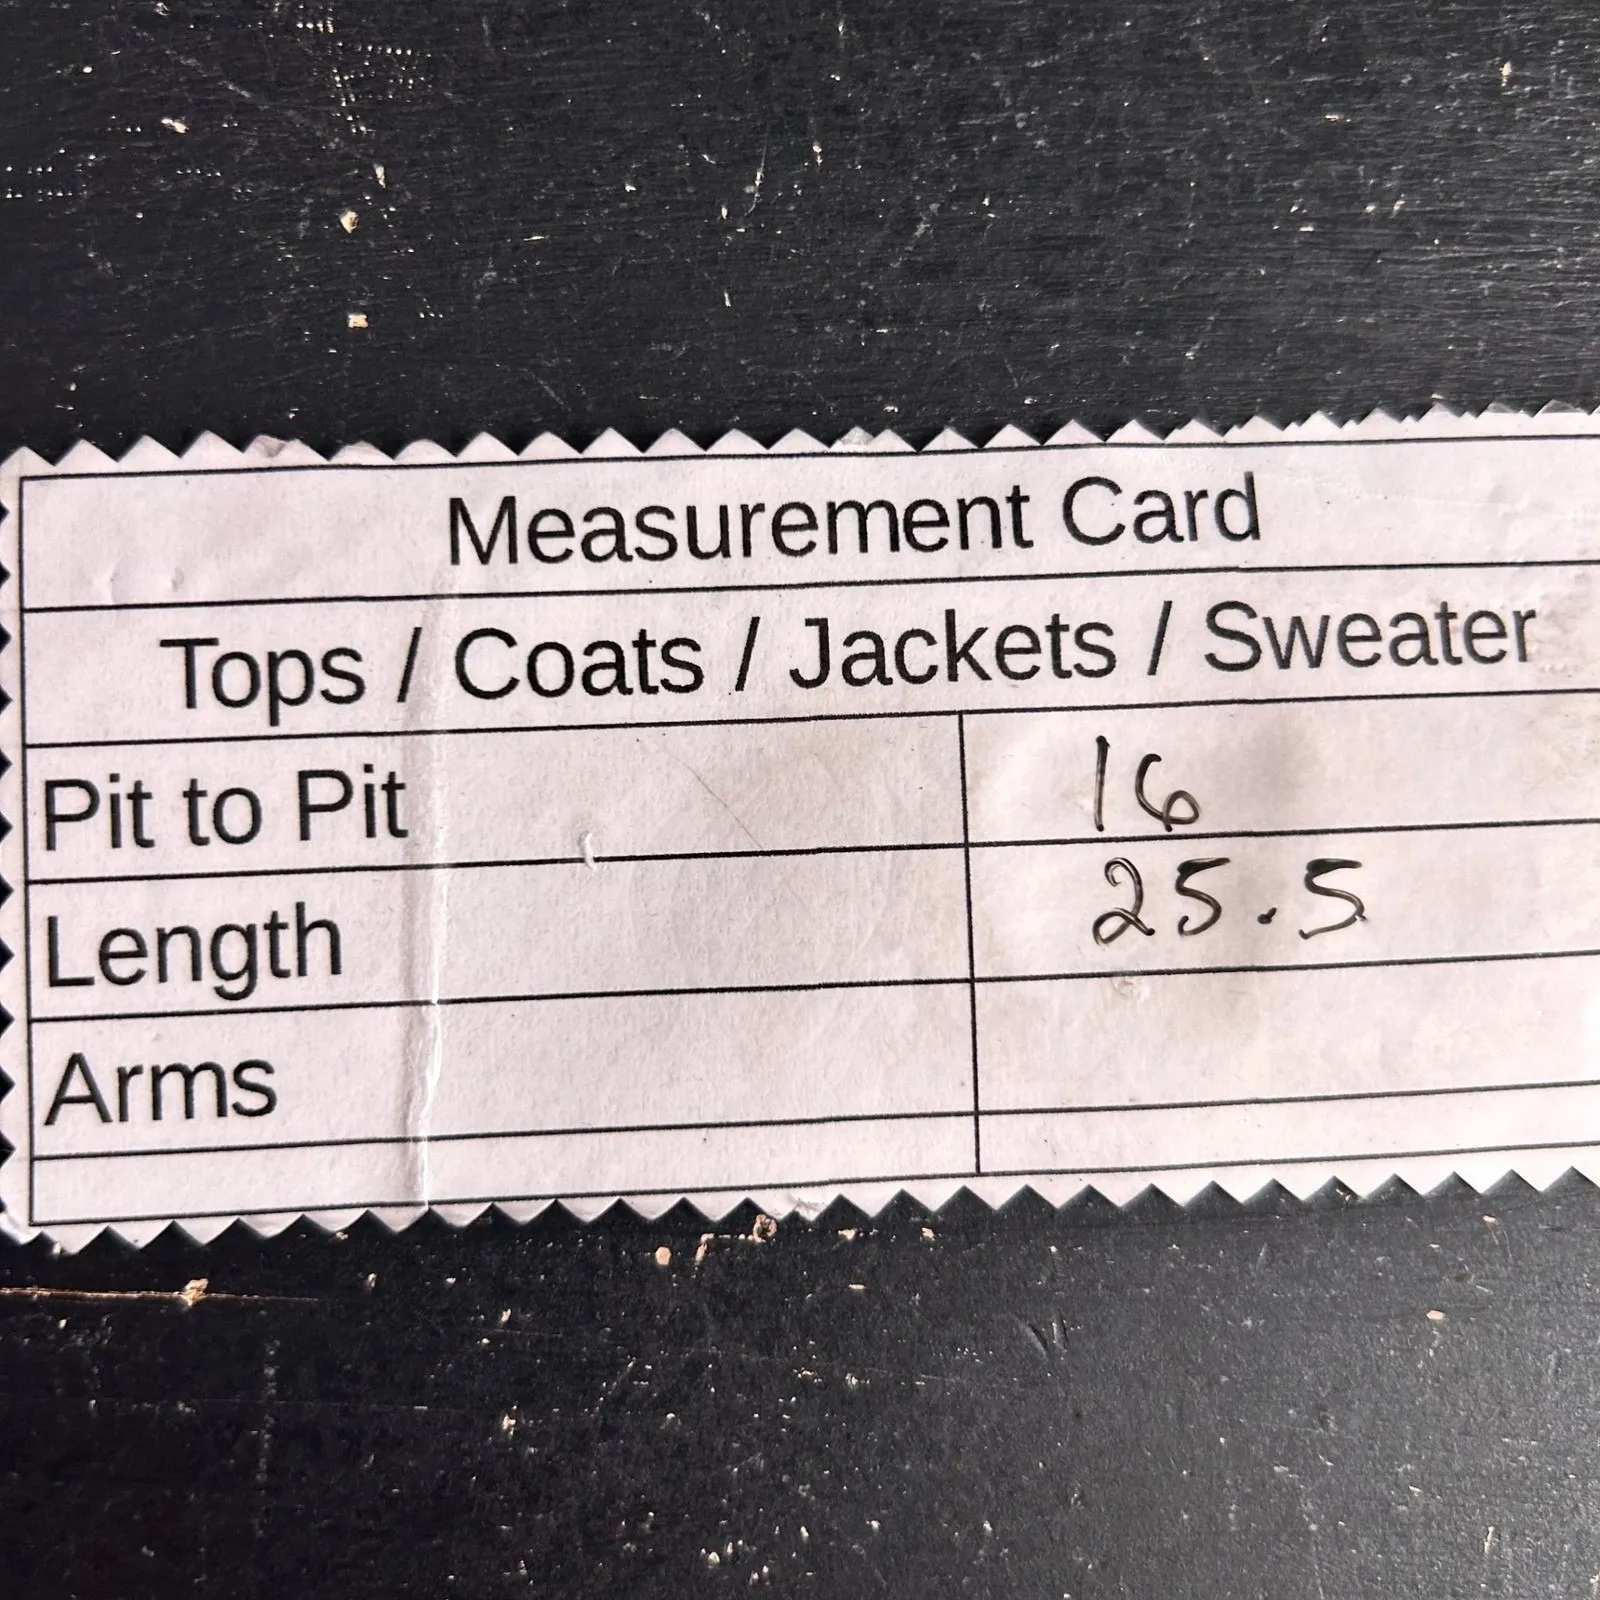 Measurement Card
Tops / Coats / Jackets / Sweater
Pit to Pit 16
Length 25.5
Arms